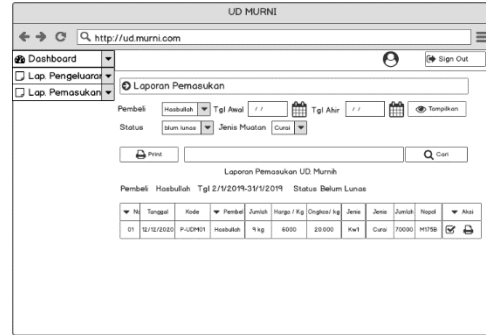 UD MURNI
http://ud.murni.com
Dashboard
Sign Out
Lap. Pengeluaran
Lap. Pemasukan
Laporan Pemasukan
Pembeli Hasbullah Tgl Awal / / Tgl Ahir / / Tampilkan
Status blum lunas Jenis Muatan Curai
Print Cari
Laporan Pemasukan UD. Murnih
Pembeli Hasbullah Tgl 2/1/2019-31/1/2019 Status Belum Lunas
N Tanggal Kode Pembel Jumlah Harga / Kg Ongkos/ kg Jenis Jenis Jumlah Nopol Aksi
01 12/12/2020 P-UDM01 Hasbullah 9 kg 6000 20.000 Kw1 Curai 70000 M175B